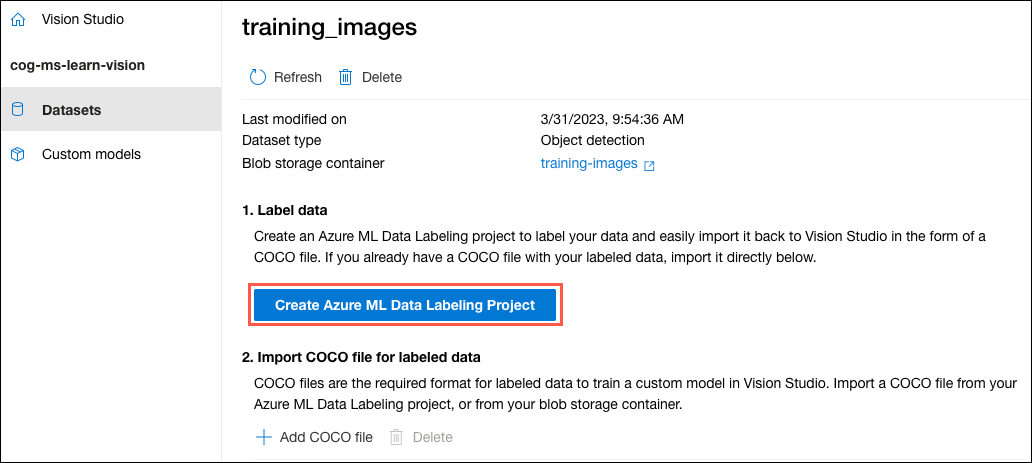 Vision Studio
cog-ms-learn-vision
Datasets
Custom models
training_images
Refresh Delete
Last modified on 3/31/2023, 9:54:36 AM
Dataset type Object detection
Blob storage container training-images
1. Label data
Create an Azure ML Data Labeling project to label your data and easily import it back to Vision Studio in the form of a
COCO file. If you already have a COCO file with your labeled data, import it directly below.
Create Azure ML Data Labeling Project
2. Import COCO file for labeled data
COCO files are the required format for labeled data to train a custom model in Vision Studio. Import a COCO file from your
Azure ML Data Labeling project, or from your blob storage container.
Add COCO file Delete